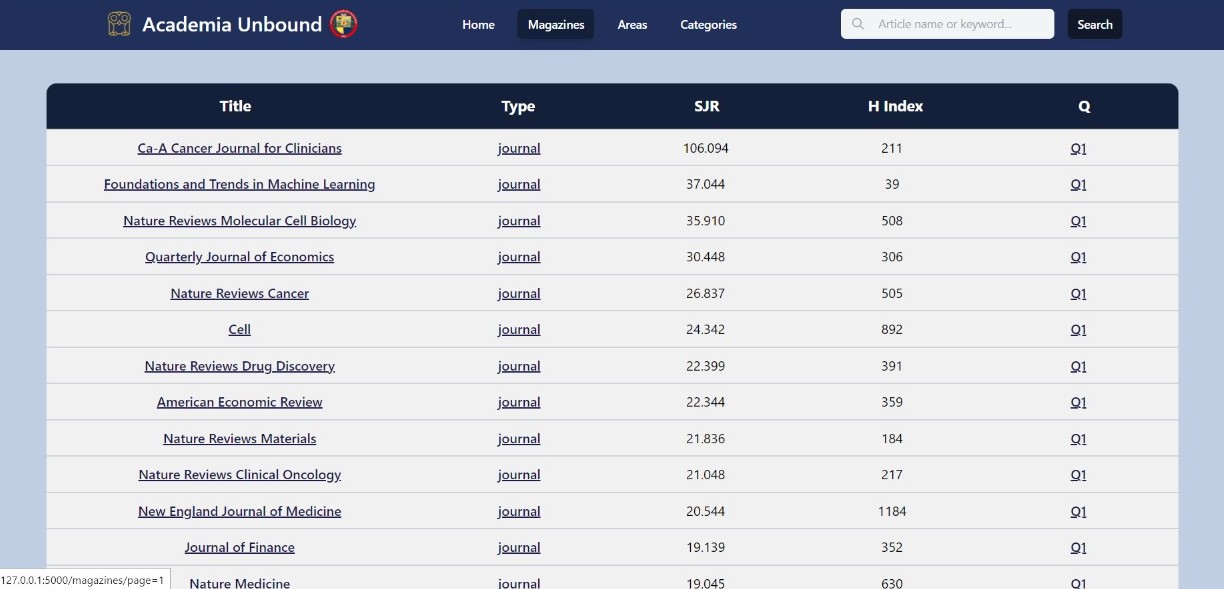 Academia Unbound Home Magazines Areas Categories Article name or keyword... Search
Title Type SJR H Index Q
Ca-A Cancer Journal for Clinicians journal 106.094 211 Q1
Foundations and Trends in Machine Learning journal 37.044 39 Q1
Nature Reviews Molecular Cell Biology journal 35.910 508 Q1
Quarterly Journal of Economics journal 30.448 306 Q1
Nature Reviews Cancer journal 26.837 505 Q1
Cell journal 24.342 892 Q1
Nature Reviews Drug Discovery journal 22.399 391 Q1
American Economic Review journal 22.344 359 Q1
Nature Reviews Materials journal 21.836 184 Q1
Nature Reviews Clinical Oncology journal 21.048 217 Q1
New England Journal of Medicine journal 20.544 1184 Q1
Journal of Finance journal 19.139 352 Q1
Nature Medicine journal 19.045 630 Q1
127.0.0.1:5000/magazines/page=1